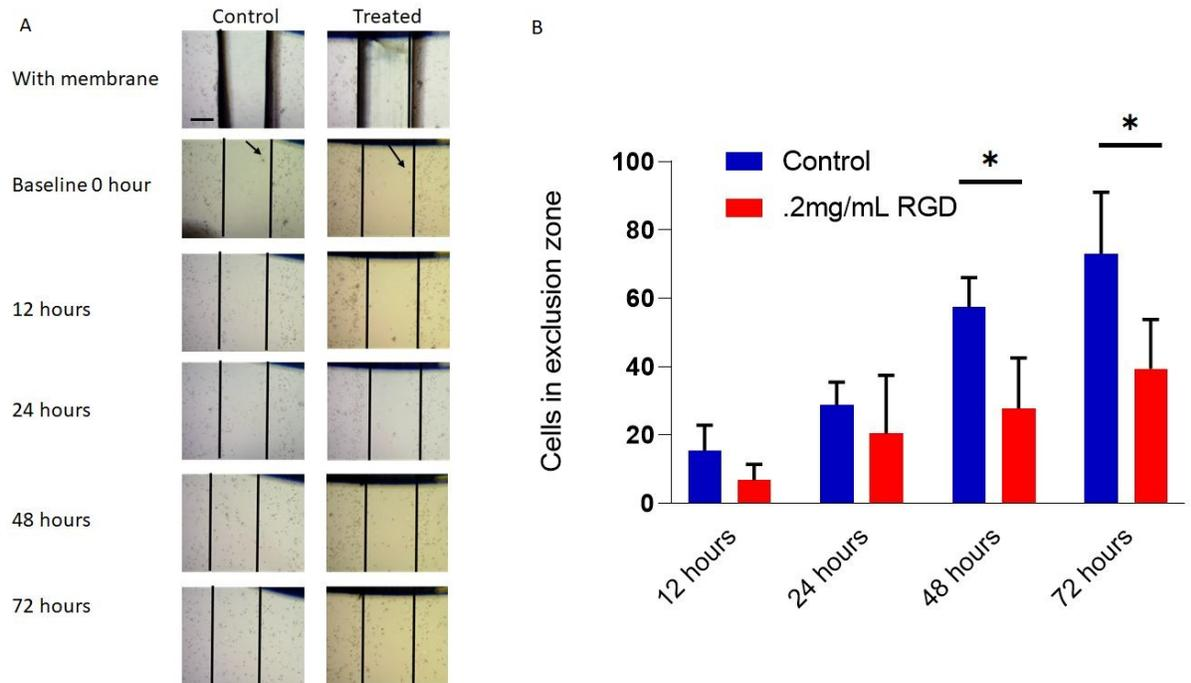 A
Control Treated
With membrane
Baseline 0 hour
12 hours
24 hours
48 hours
72 hours
B
Cells in exclusion zone
100
80
60
40
20
0
Control
.2mg/mL RGD
*
*
12 hours
24 hours
48 hours
72 hours